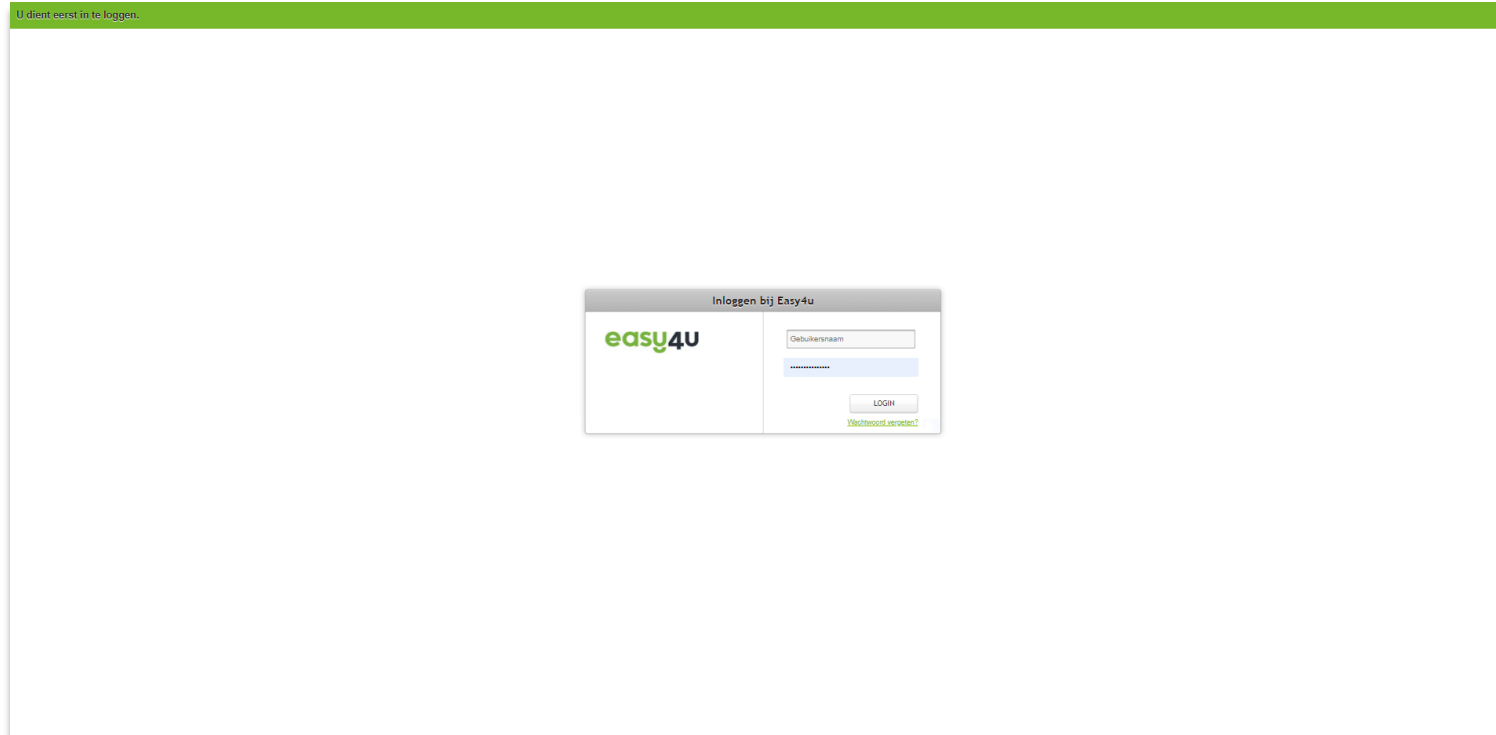 U dient eerst in te loggen.
Inloggen bij Easy4u
easy4u
Gebuikersnaam
•••••••••••••••
LOGIN
Wachtwoord vergeten?